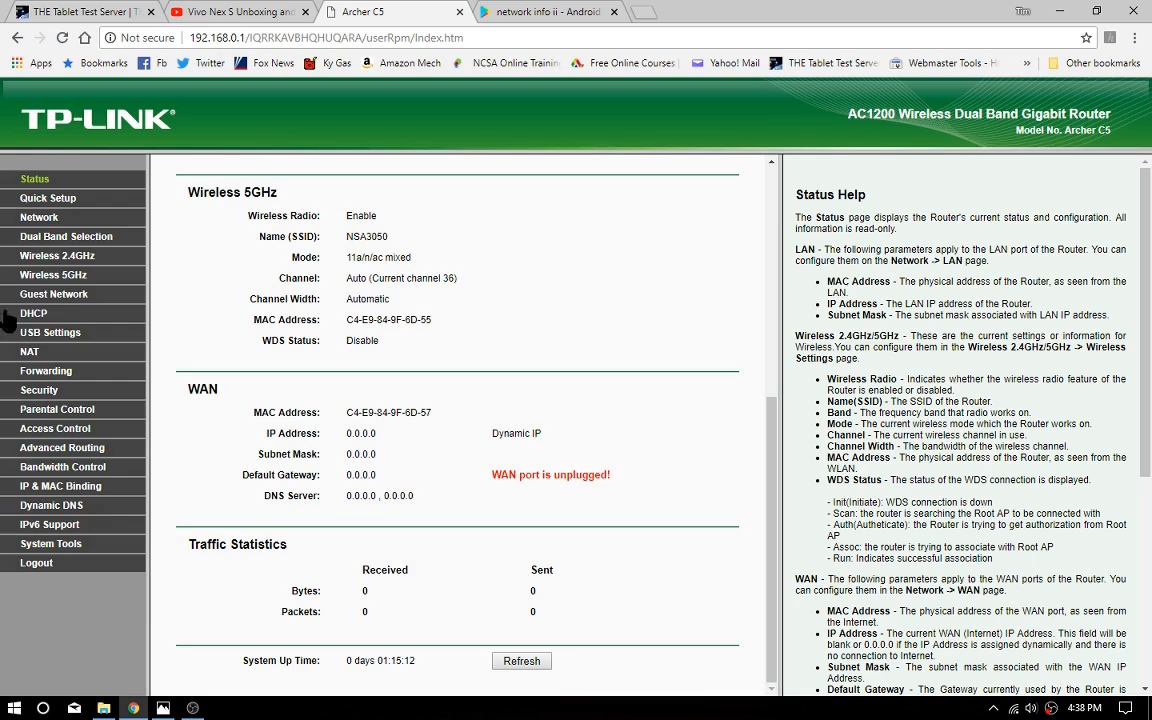 THE Tablet Test Server | T
Vivo Nex S Unboxing and
Archer C5
network info ii - Android
Tim
Not secure
192.168.0.1/IQRRKAVBHQHUQARA/userRpm/Index.htm
Apps
Bookmarks
Fb
Twitter
Fox News
Ky Gas
Amazon Mech
NCSA Online Trainin
Free Online Courses
Yahoo! Mail
THE Tablet Test Serve
Webmaster Tools - H
»
Other bookmarks
TP-LINK®
AC1200 Wireless Dual Band Gigabit Router
Model No. Archer C5
Status
Quick Setup
Network
Dual Band Selection
Wireless 2.4GHz
Wireless 5GHz
Guest Network
DHCP
USB Settings
NAT
Forwarding
Security
Parental Control
Access Control
Advanced Routing
Bandwidth Control
IP & MAC Binding
Dynamic DNS
IPv6 Support
System Tools
Logout
Wireless 5GHz
Wireless Radio: Enable
Name (SSID): NSA3050
Mode: 11a/n/ac mixed
Channel: Auto (Current channel 36)
Channel Width: Automatic
MAC Address: C4-E9-84-9F-6D-55
WDS Status: Disable
WAN
MAC Address: C4-E9-84-9F-6D-57
IP Address: 0.0.0.0 Dynamic IP
Subnet Mask: 0.0.0.0
Default Gateway: 0.0.0.0 WAN port is unplugged!
DNS Server: 0.0.0.0 , 0.0.0.0
Traffic Statistics
Received Sent
Bytes: 0 0
Packets: 0 0
System Up Time: 0 days 01:15:12 Refresh
Status Help
The Status page displays the Router's current status and configuration. All
information is read-only.
LAN - The following parameters apply to the LAN port of the Router. You can
configure them on the Network -> LAN page.
MAC Address - The physical address of the Router, as seen from the
LAN.
IP Address - The LAN IP address of the Router.
Subnet Mask - The subnet mask associated with LAN IP address.
Wireless 2.4GHz/5GHz - These are the current settings or information for
Wireless.You can configure them in the Wireless 2.4GHz/5GHz -> Wireless
Settings page.
Wireless Radio - Indicates whether the wireless radio feature of the
Router is enabled or disabled.
Name(SSID) - The SSID of the Router.
Band - The frequency band that radio works on.
Mode - The current wireless mode which the Router works on.
Channel - The current wireless channel in use.
Channel Width - The bandwidth of the wireless channel.
MAC Address - The physical address of the Router, as seen from the
WLAN.
WDS Status - The status of the WDS connection is displayed.
- Init(Initiate): WDS connection is down
- Scan: the router is searching the Root AP to be connected with
- Auth(Autheticate): the Router is trying to get authorization from Root
AP
- Assoc: the router is trying to associate with Root AP
- Run: Indicates successful association
WAN - The following parameters apply to the WAN ports of the Router. You
can configure them in the Network -> WAN page.
MAC Address - The physical address of the WAN port, as seen from
the Internet.
IP Address - The current WAN (Internet) IP Address. This field will be
blank or 0.0.0.0 if the IP Address is assigned dynamically and there is
no connection to Internet.
Subnet Mask - The subnet mask associated with the WAN IP
Address.
Default Gateway - The Gateway currently used by the Router is
4:38 PM